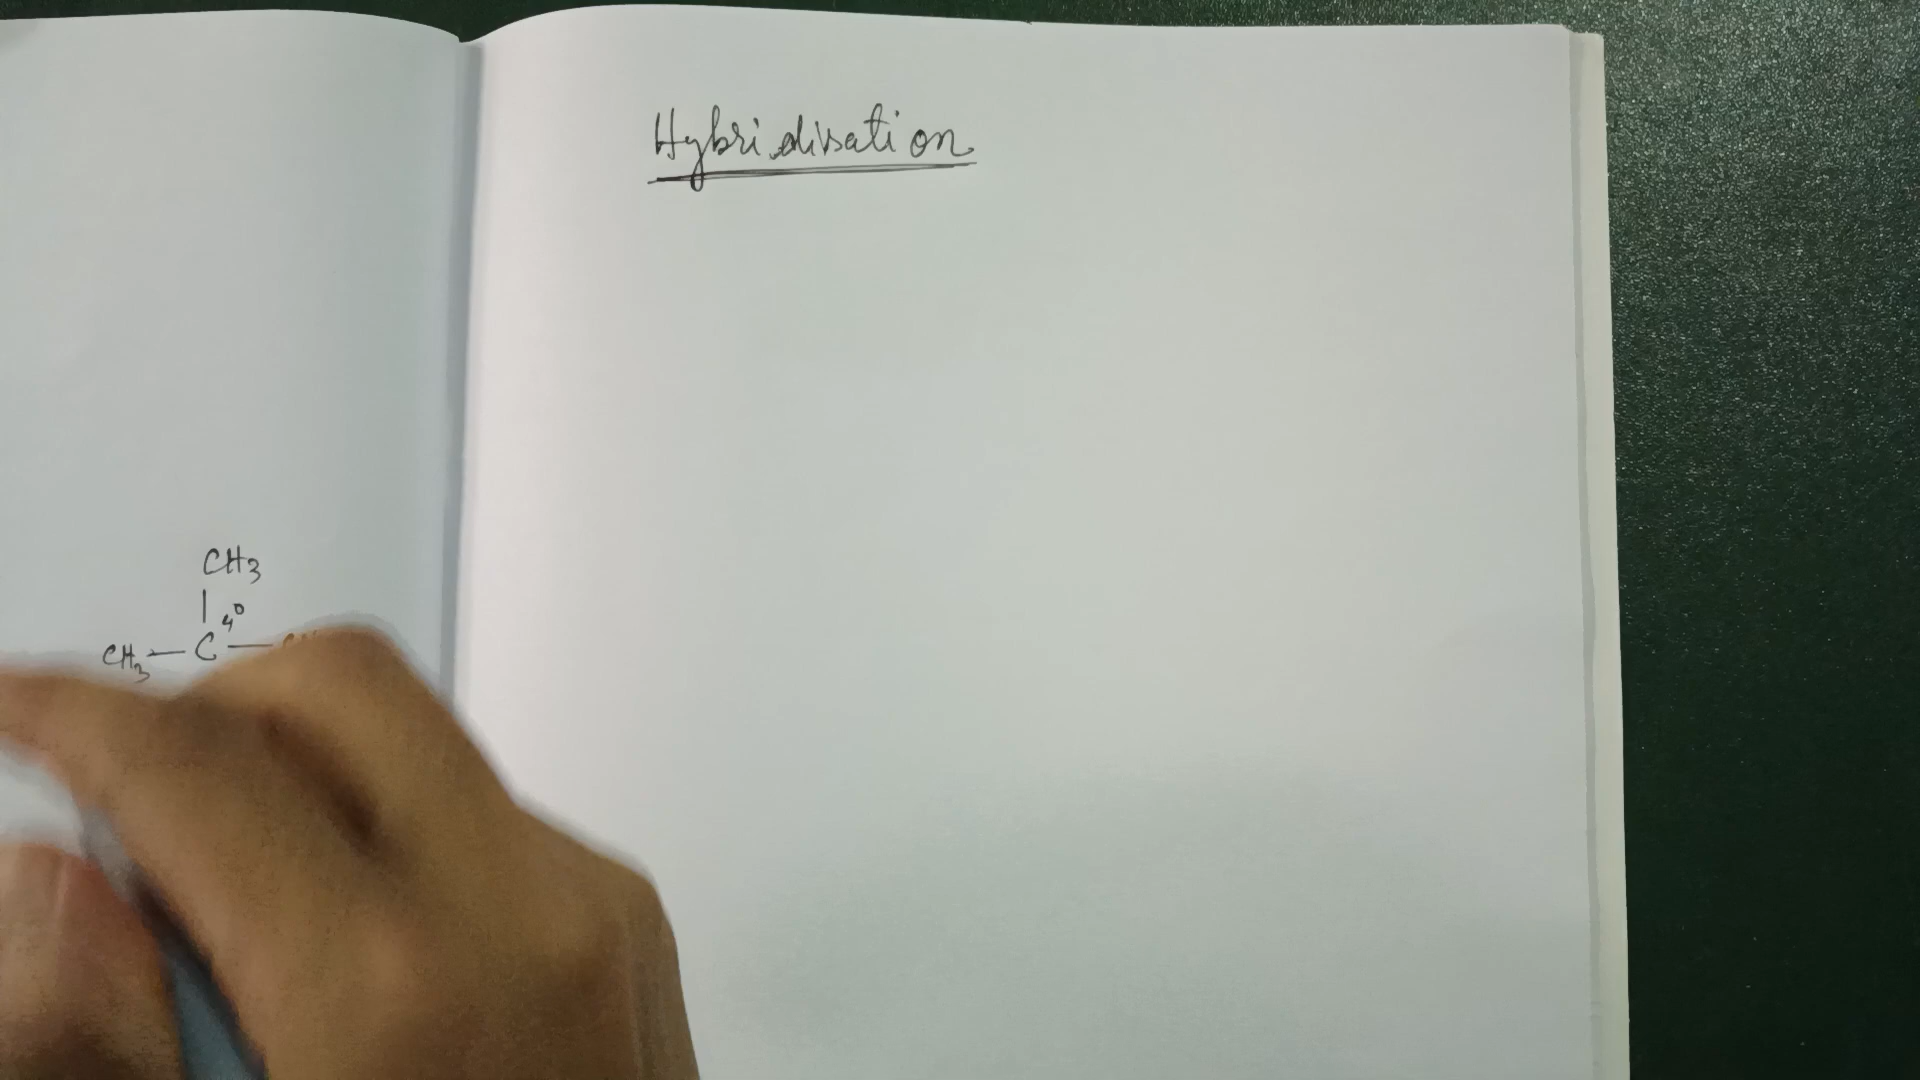 Hybridisation
CH3
4°
CH3 — C —